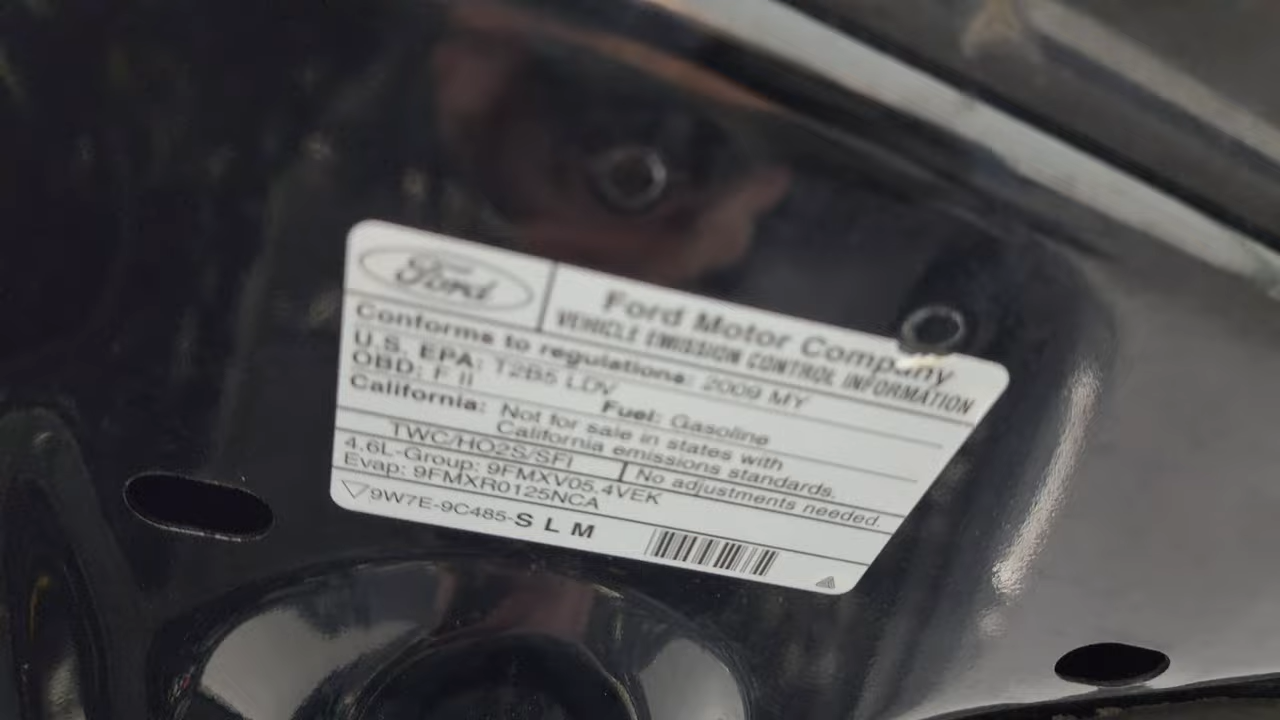 Ford
Ford Motor Company
VEHICLE EMISSION CONTROL INFORMATION
Conforms to regulations: 2009 MY
U.S. EPA: T2B5 LDV
OBD: F II Fuel: Gasoline
California: Not for sale in states with
California emissions standards.
TWC/HO2S/SFI No adjustments needed.
4.6L-Group: 9FMXV05.4VEK
Evap: 9FMXR0125NCA
9W7E-9C485-SLM